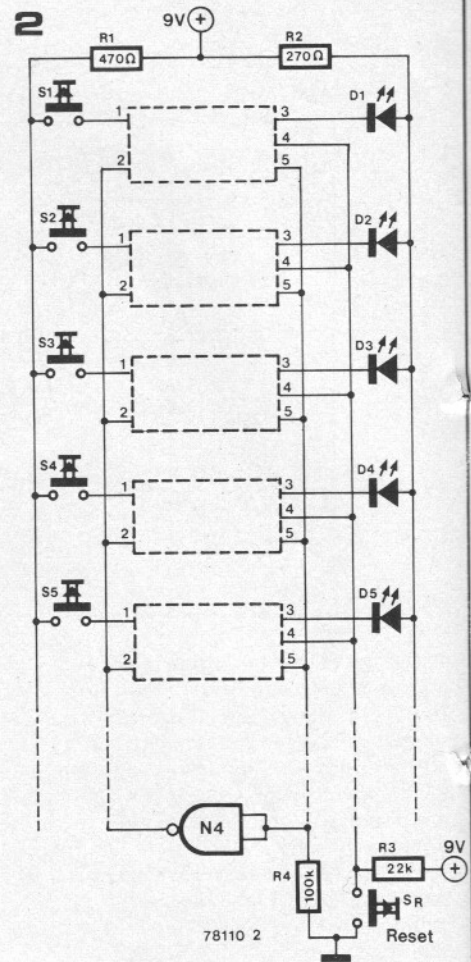 2
9V +
R1 R2
470Ω 270Ω
S1 1 3 D1
4
2 5
S2 1 3 D2
4
2 5
S3 1 3 D3
4
2 5
S4 1 3 D4
4
2 5
S5 1 3 D5
4
2 5
N4
R3 9V
22k +
R4 100k
SR
Reset
78110 2